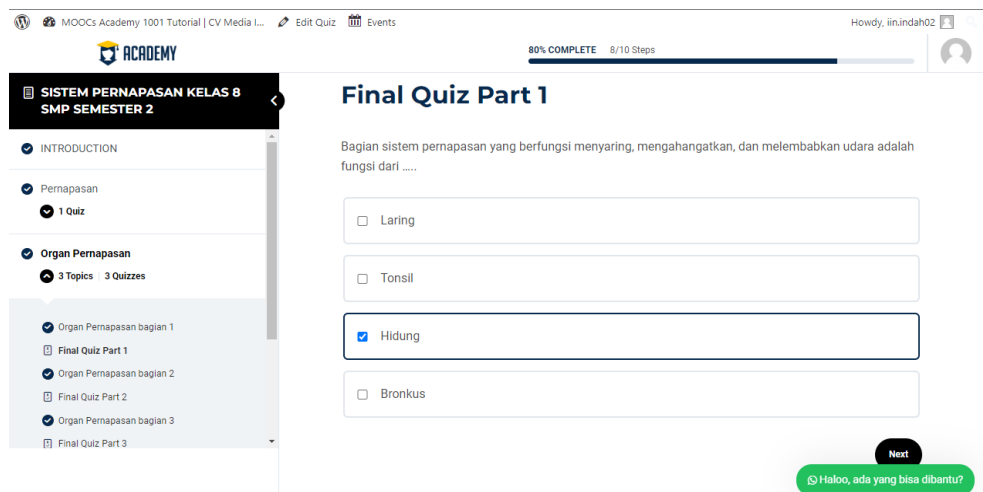 MOOCs Academy 1001 Tutorial | CV Media I... Edit Quiz Events Howdy, iin.indah02
ACADEMY
80% COMPLETE 8/10 Steps
SISTEM PERNAPASAN KELAS 8
SMP SEMESTER 2
INTRODUCTION
Pernapasan
1 Quiz
Organ Pernapasan
3 Topics 3 Quizzes
Organ Pernapasan bagian 1
Final Quiz Part 1
Organ Pernapasan bagian 2
Final Quiz Part 2
Organ Pernapasan bagian 3
Final Quiz Part 3
Final Quiz Part 1
Bagian sistem pernapasan yang berfungsi menyaring, mengahangatkan, dan melembabkan udara adalah
fungsi dari .....
Laring
Tonsil
Hidung
Bronkus
Next
Haloo, ada yang bisa dibantu?